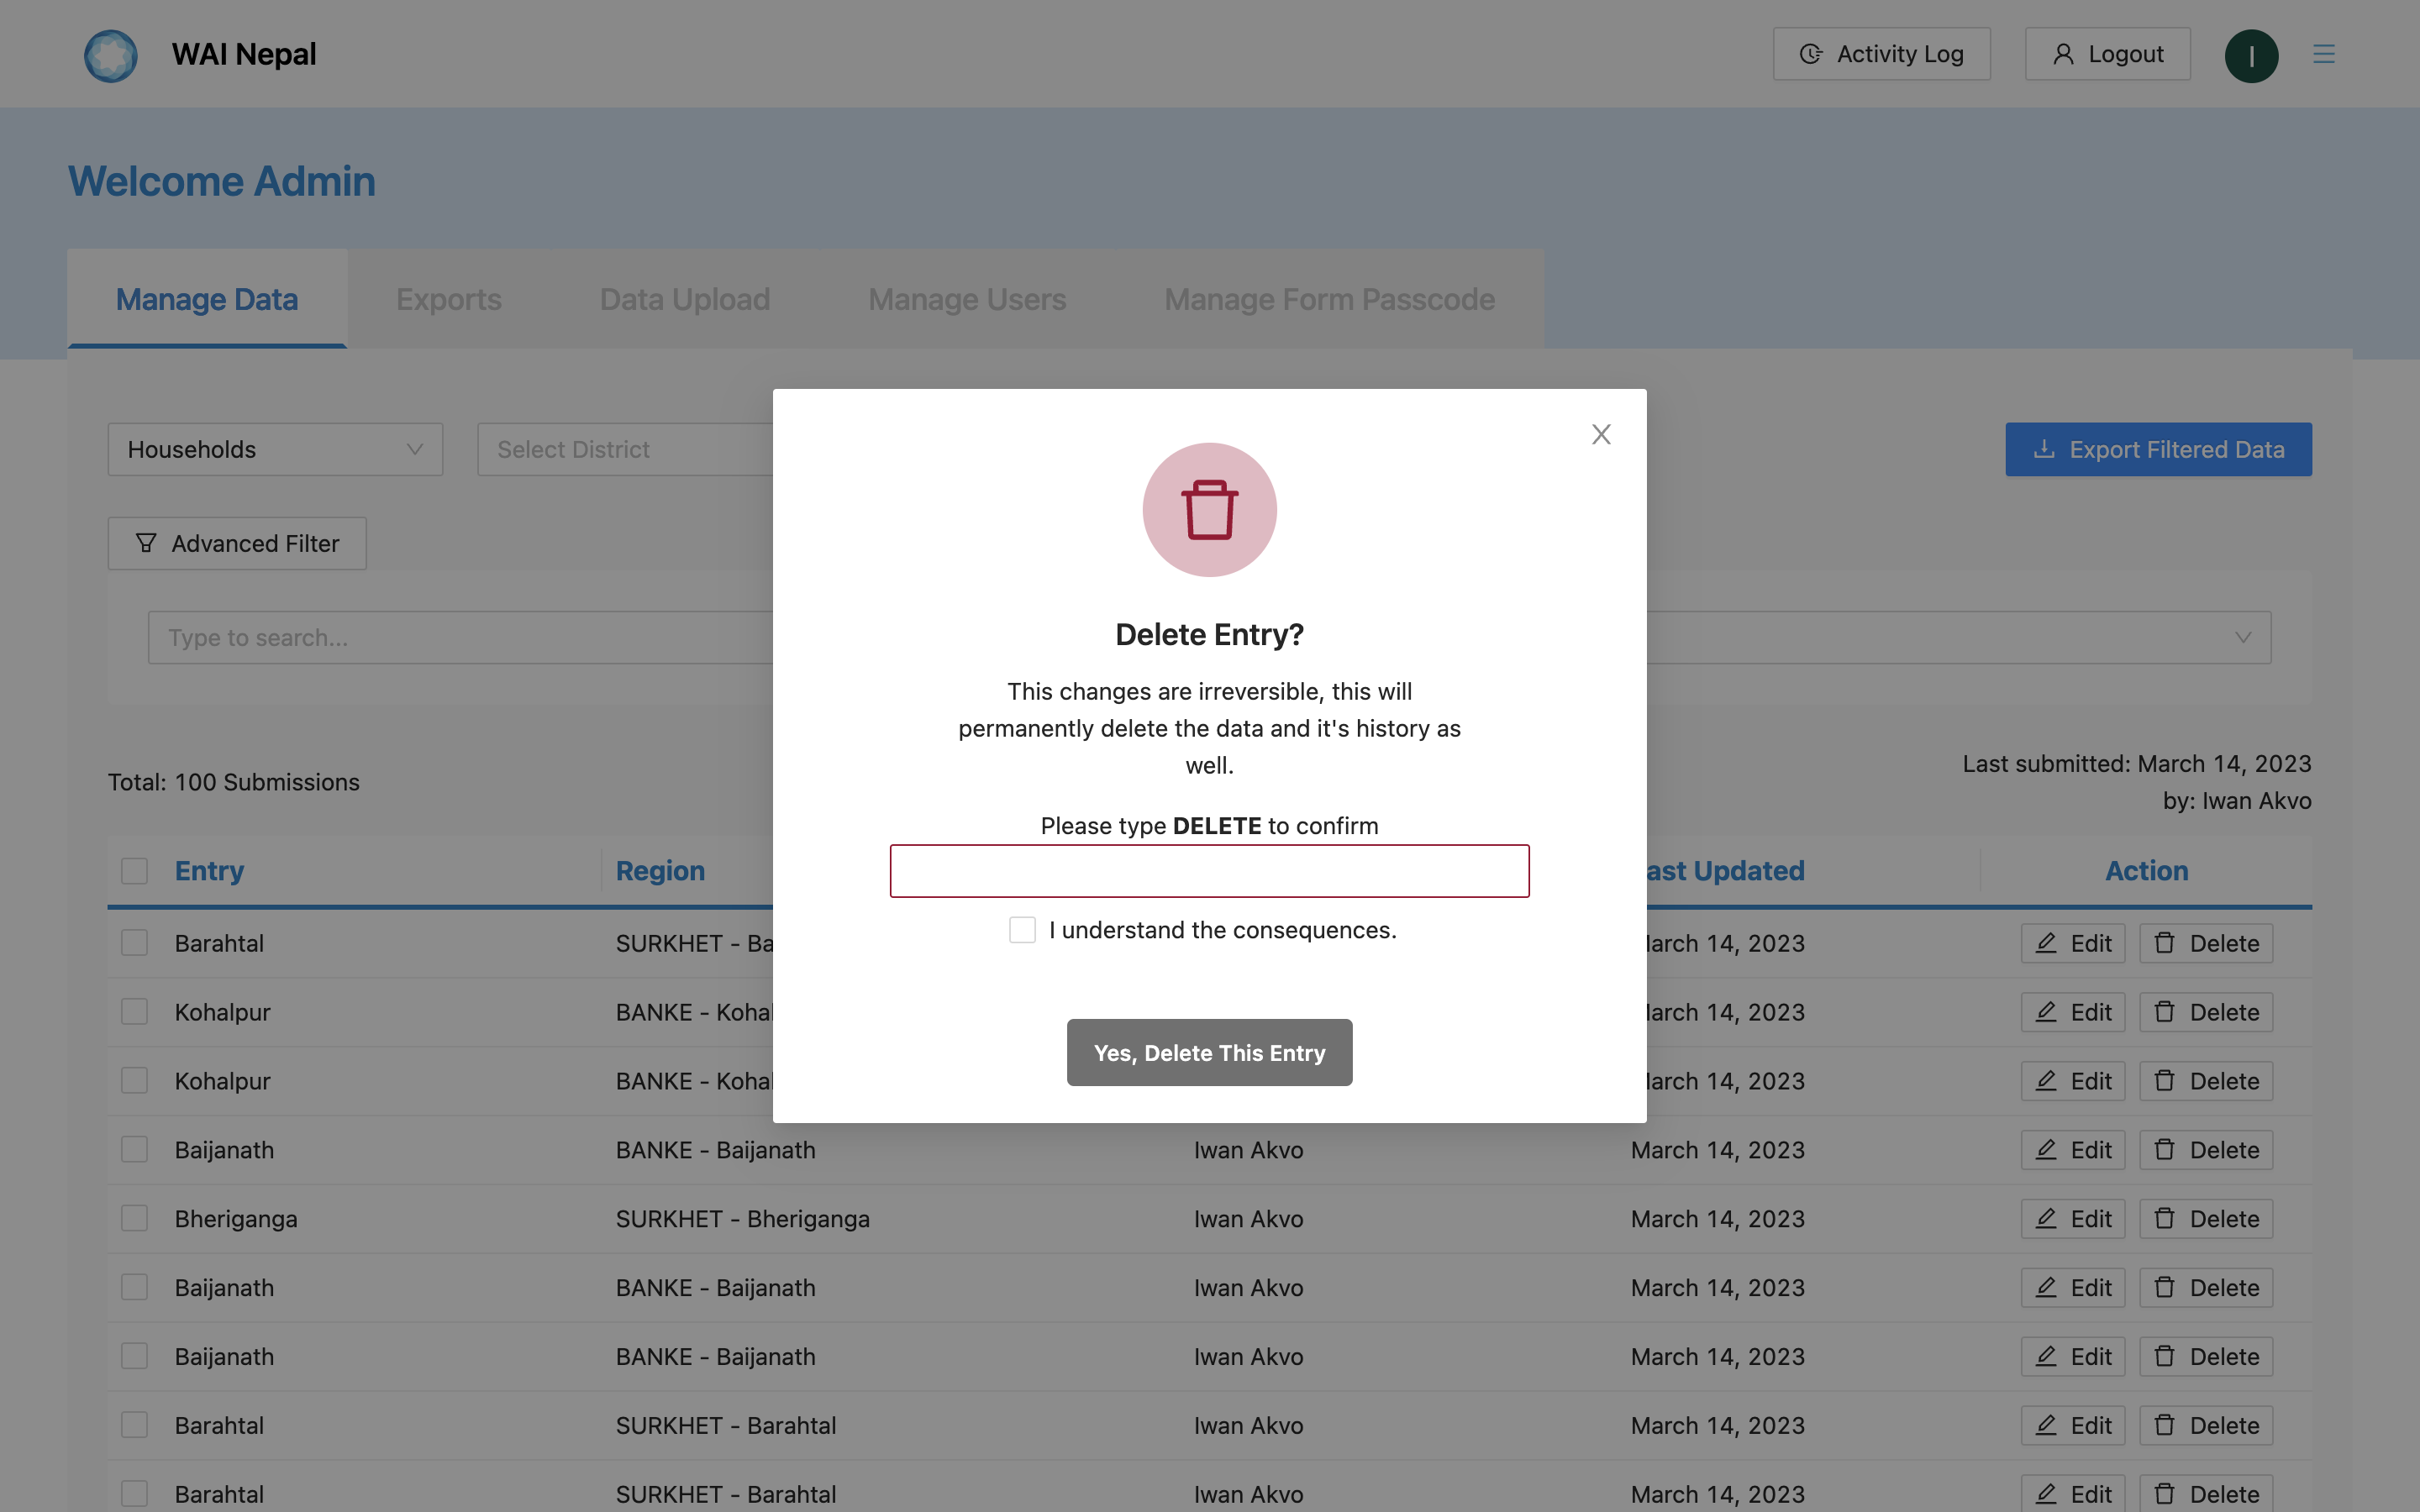 WAI Nepal
Activity Log
Logout
I
Welcome Admin
Manage Data
Exports
Data Upload
Manage Users
Manage Form Passcode
Households
Select District
Export Filtered Data
Advanced Filter
Type to search...
Total: 100 Submissions
Last submitted: March 14, 2023
by: Iwan Akvo
Delete Entry?
This changes are irreversible, this will
permanently delete the data and it's history as
well.
Please type DELETE to confirm
I understand the consequences.
Yes, Delete This Entry
Entry Region ast Updated Action
Barahtal SURKHET - Ba arch 14, 2023 Edit Delete
Kohalpur BANKE - Kohal arch 14, 2023 Edit Delete
Kohalpur BANKE - Kohal arch 14, 2023 Edit Delete
Baijanath BANKE - Baijanath Iwan Akvo March 14, 2023 Edit Delete
Bheriganga SURKHET - Bheriganga Iwan Akvo March 14, 2023 Edit Delete
Baijanath BANKE - Baijanath Iwan Akvo March 14, 2023 Edit Delete
Baijanath BANKE - Baijanath Iwan Akvo March 14, 2023 Edit Delete
Barahtal SURKHET - Barahtal Iwan Akvo March 14, 2023 Edit Delete
Barahtal SURKHET - Barahtal Iwan Akvo March 14, 2023 Edit Delete